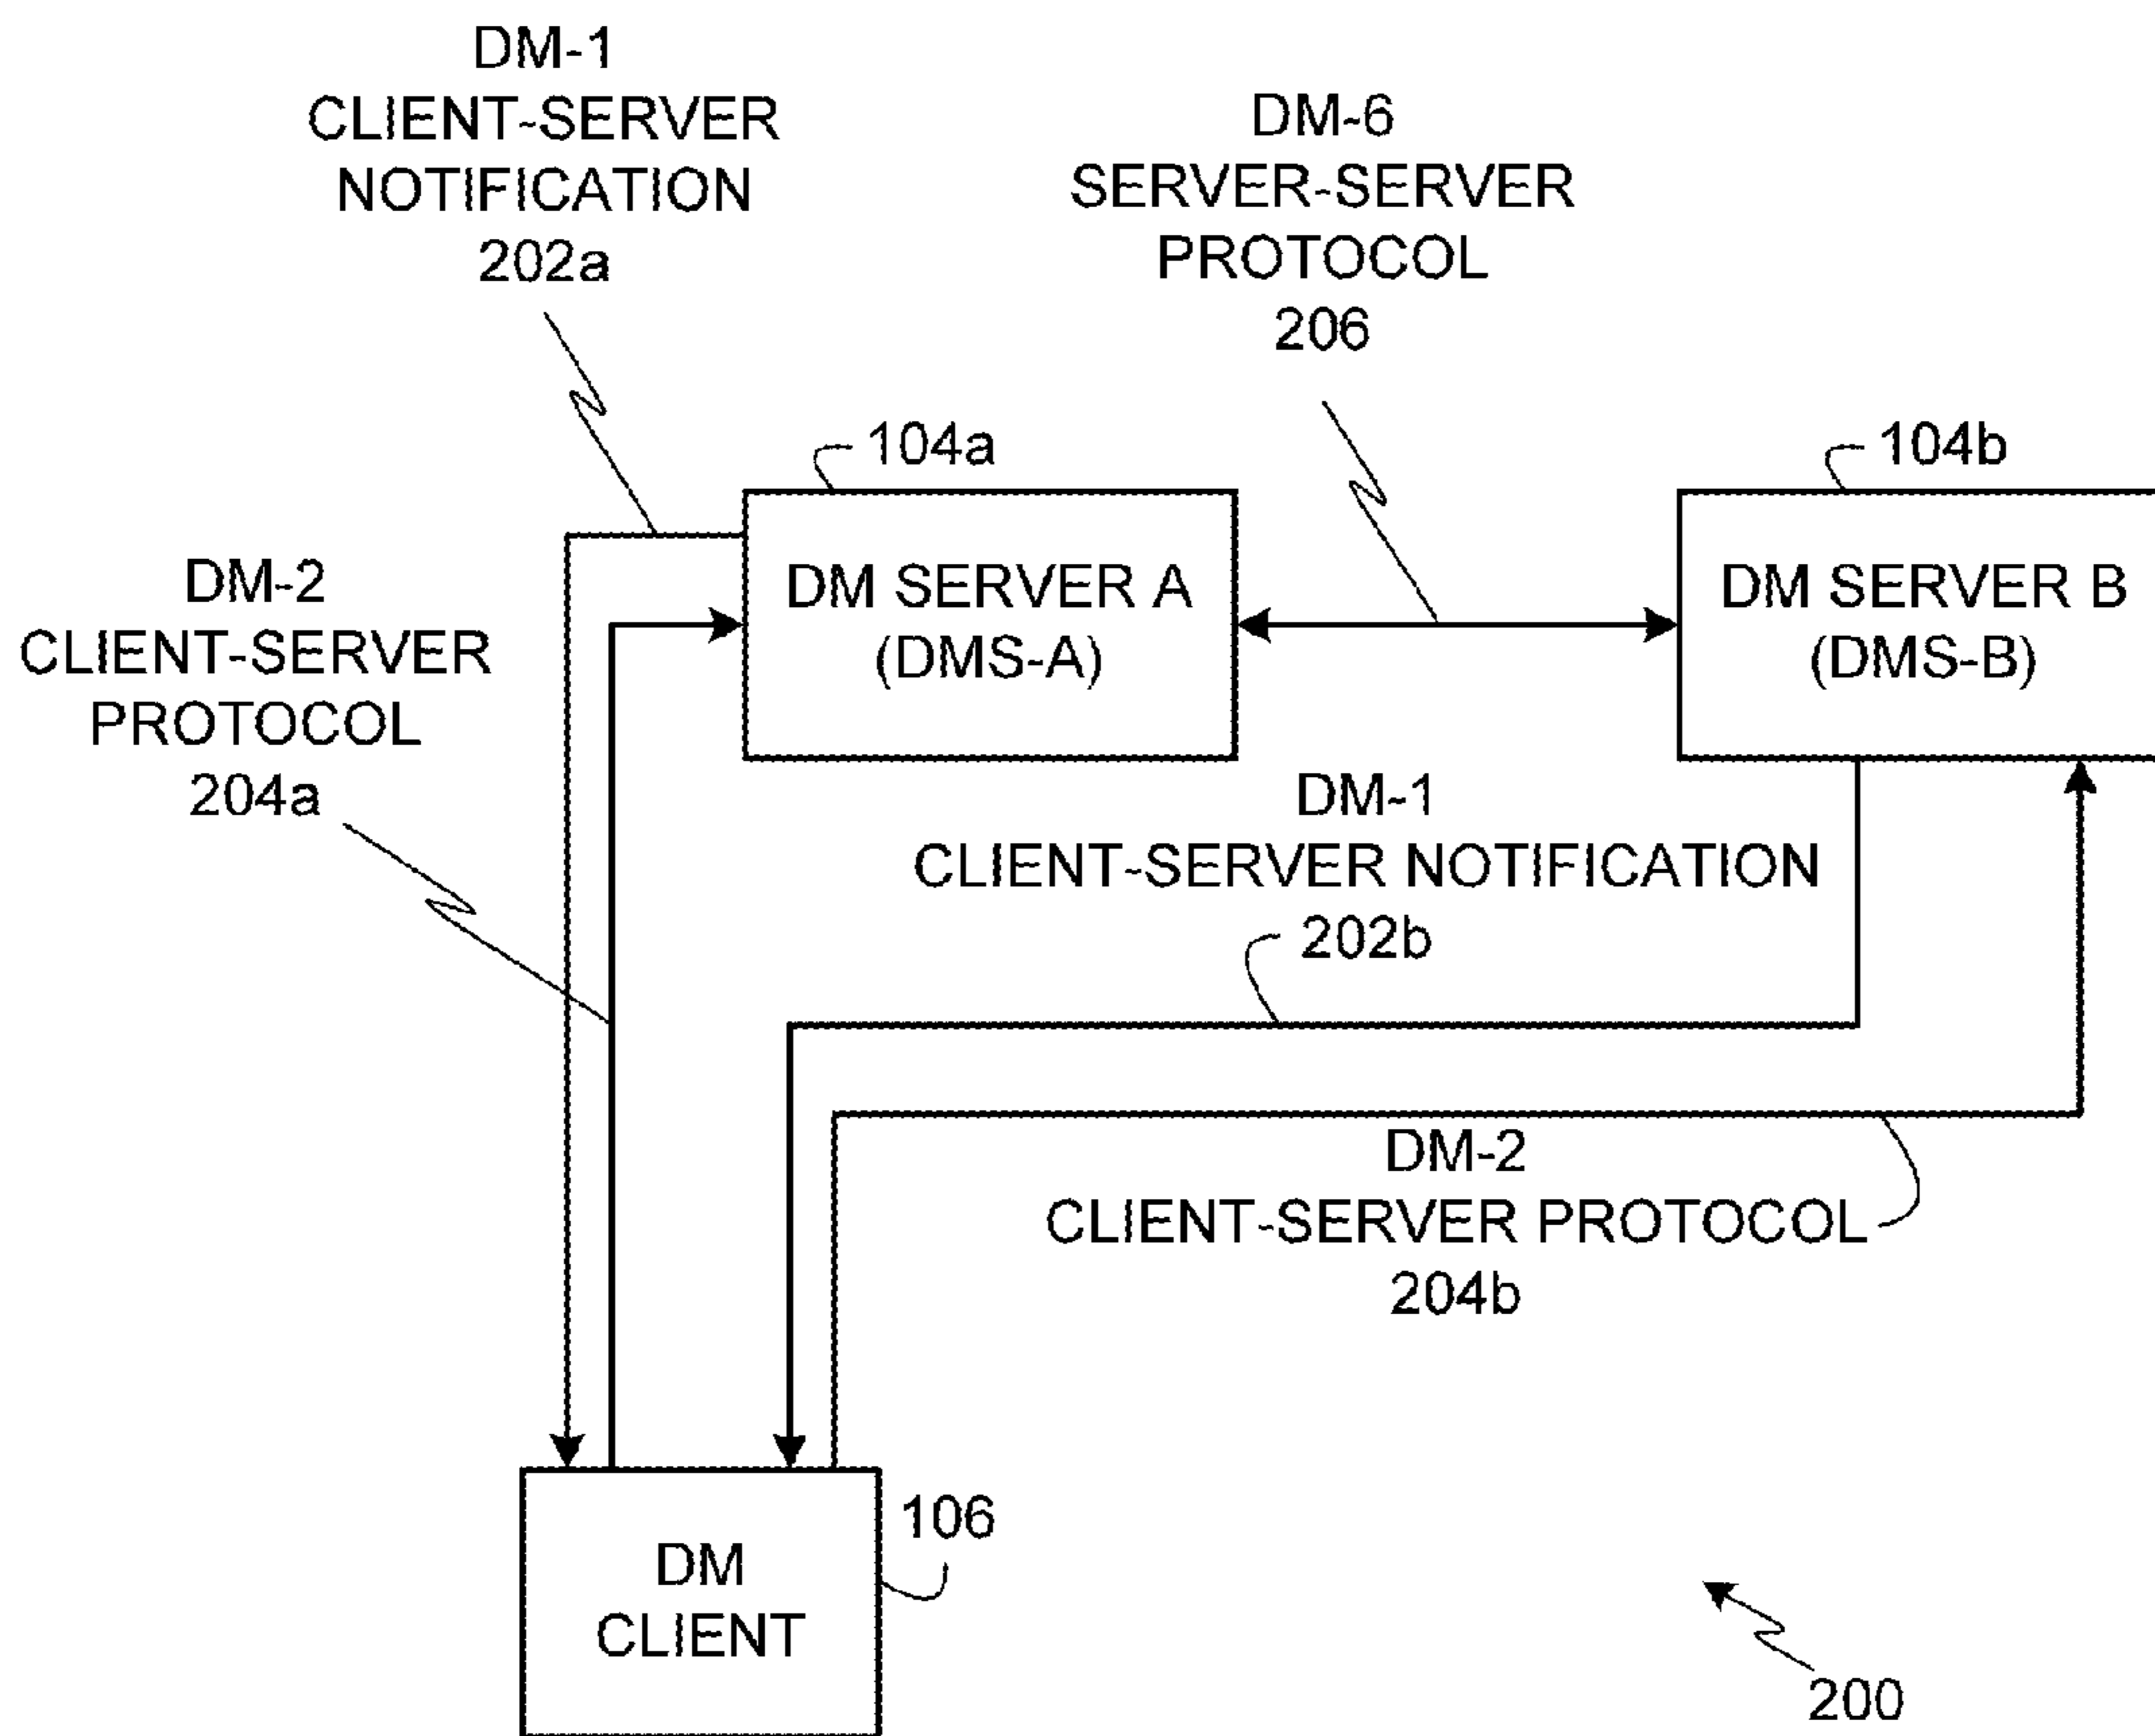 DM-1
CLIENT-SERVER
NOTIFICATION
202a
DM-6
SERVER-SERVER
PROTOCOL
206
104a
104b
DM-2
CLIENT-SERVER
PROTOCOL
204a
DM SERVER A
(DMS-A)
DM SERVER B
(DMS-B)
DM-1
CLIENT-SERVER NOTIFICATION
202b
DM-2
CLIENT-SERVER PROTOCOL
204b
106
DM
CLIENT
200